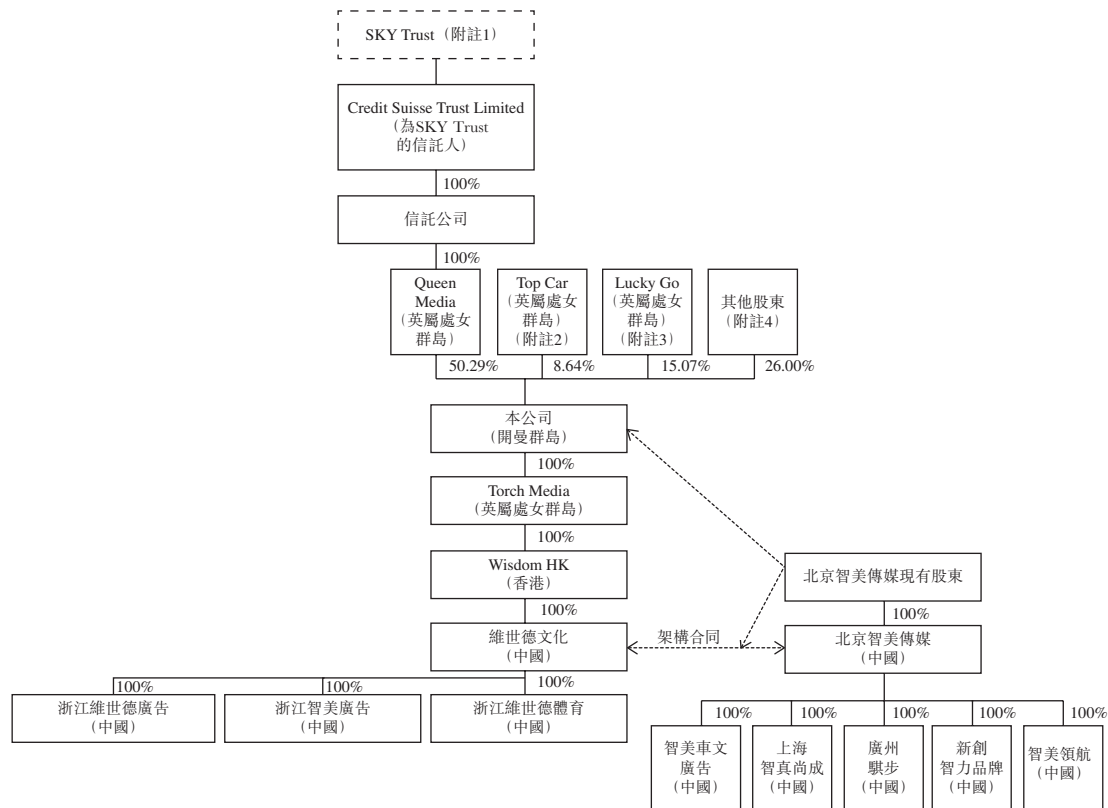 SKY Trust（附註1）
Credit Suisse Trust Limited
（為SKY Trust
的信託人）
100%
信託公司
100%
Queen
Media
（英屬處女
群島）
Top Car
（英屬處女
群島）
（附註2）
Lucky Go
（英屬處女
群島）
（附註3）
其他股東
（附註4）
50.29%
8.64%
15.07%
26.00%
本公司
（開曼群島）
100%
Torch Media
（英屬處女群島）
100%
Wisdom HK
（香港）
北京智美傳媒現有股東
100%
100%
維世德文化
（中國）
架構合同
北京智美傳媒
（中國）
100%
100%
100%
浙江維世德廣告
（中國）
浙江智美廣告
（中國）
浙江維世德體育
（中國）
100%
100%
100%
100%
100%
智美車文
廣告
（中國）
上海
智真尚成
（中國）
廣州
騏步
（中國）
新創
智力品牌
（中國）
智美領航
（中國）